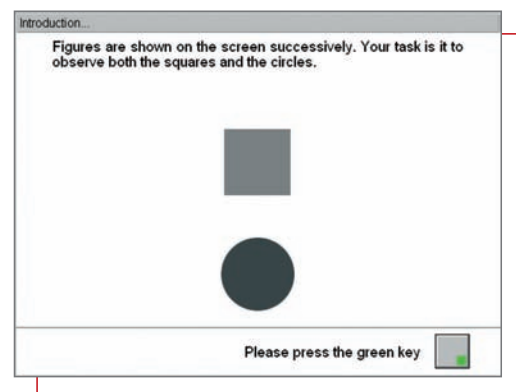 Introduction...
Figures are shown on the screen successively. Your task is it to
observe both the squares and the circles.
Please press the green key